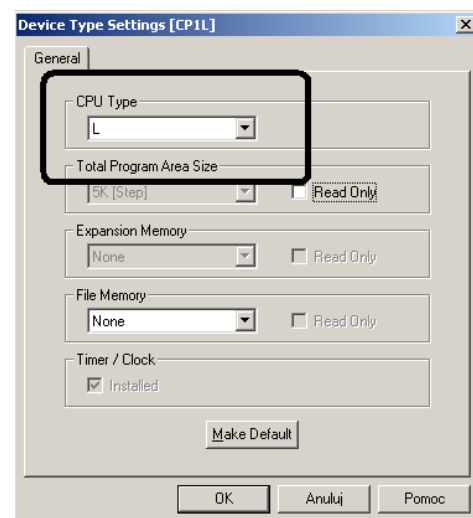 Device Type Settings [CP1L]
General
CPU Type
L
Total Program Area Size
5K [Step]
Read Only
Expansion Memory
None
Read Only
File Memory
None
Read Only
Timer / Clock
Installed
Make Default
OK
Anuluj
Pomoc